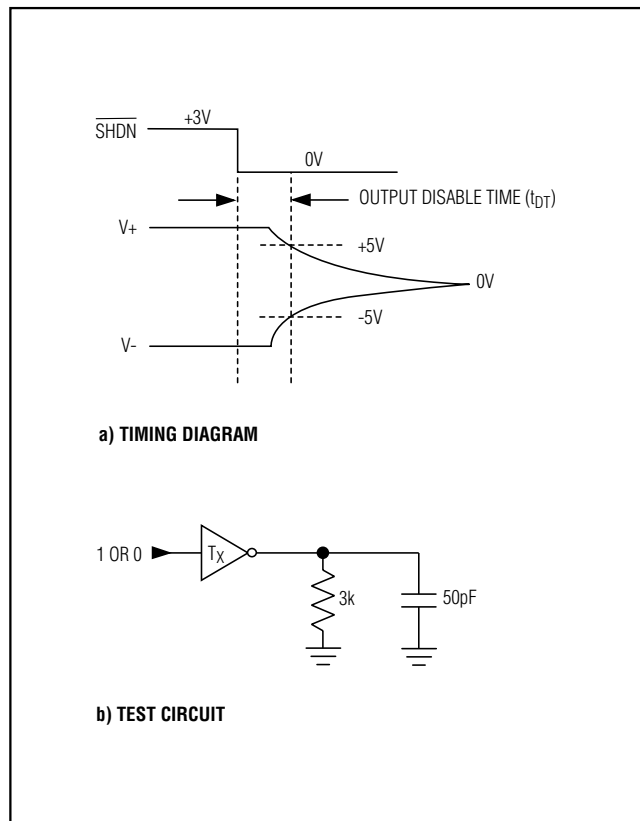 +3V
SHDN
0V
OUTPUT DISABLE TIME (tDT)
V+
+5V
0V
-5V
V-
a) TIMING DIAGRAM
1 OR 0
TX
3k
50pF
b) TEST CIRCUIT